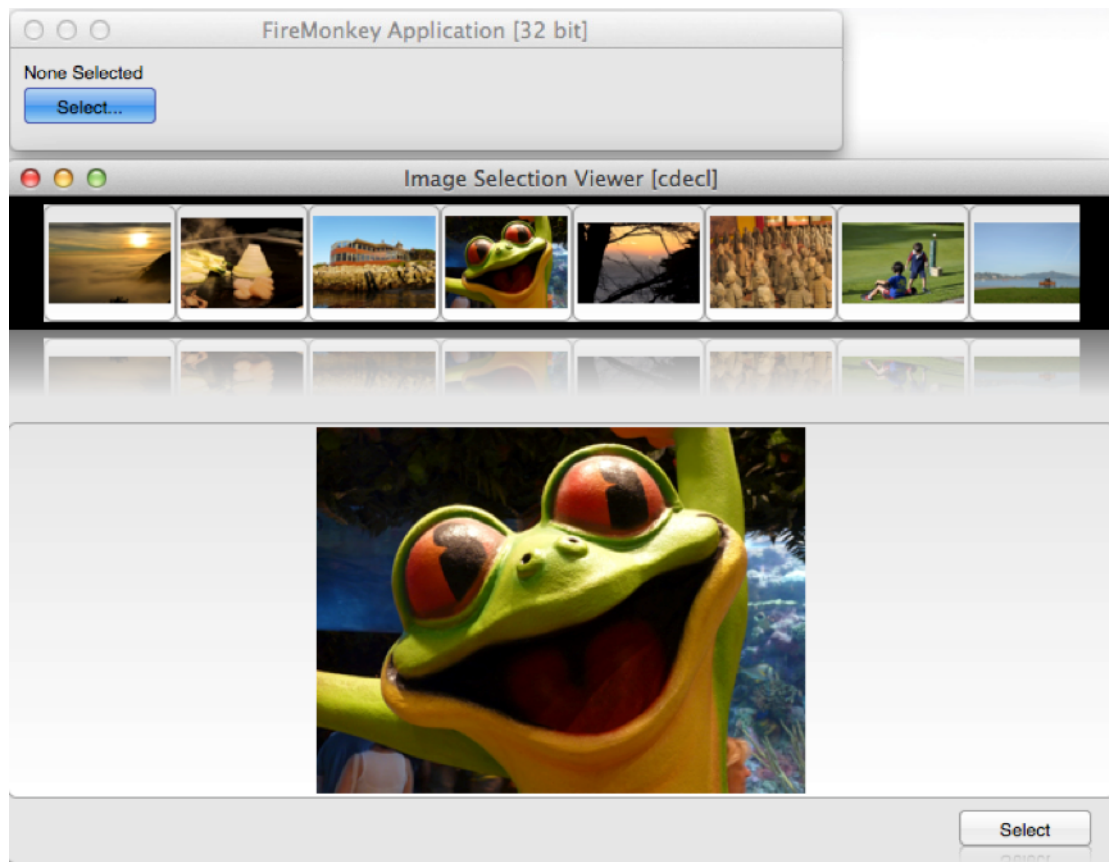 FireMonkey Application [32 bit]
None Selected
Select...
Image Selection Viewer [cdecl]
Select